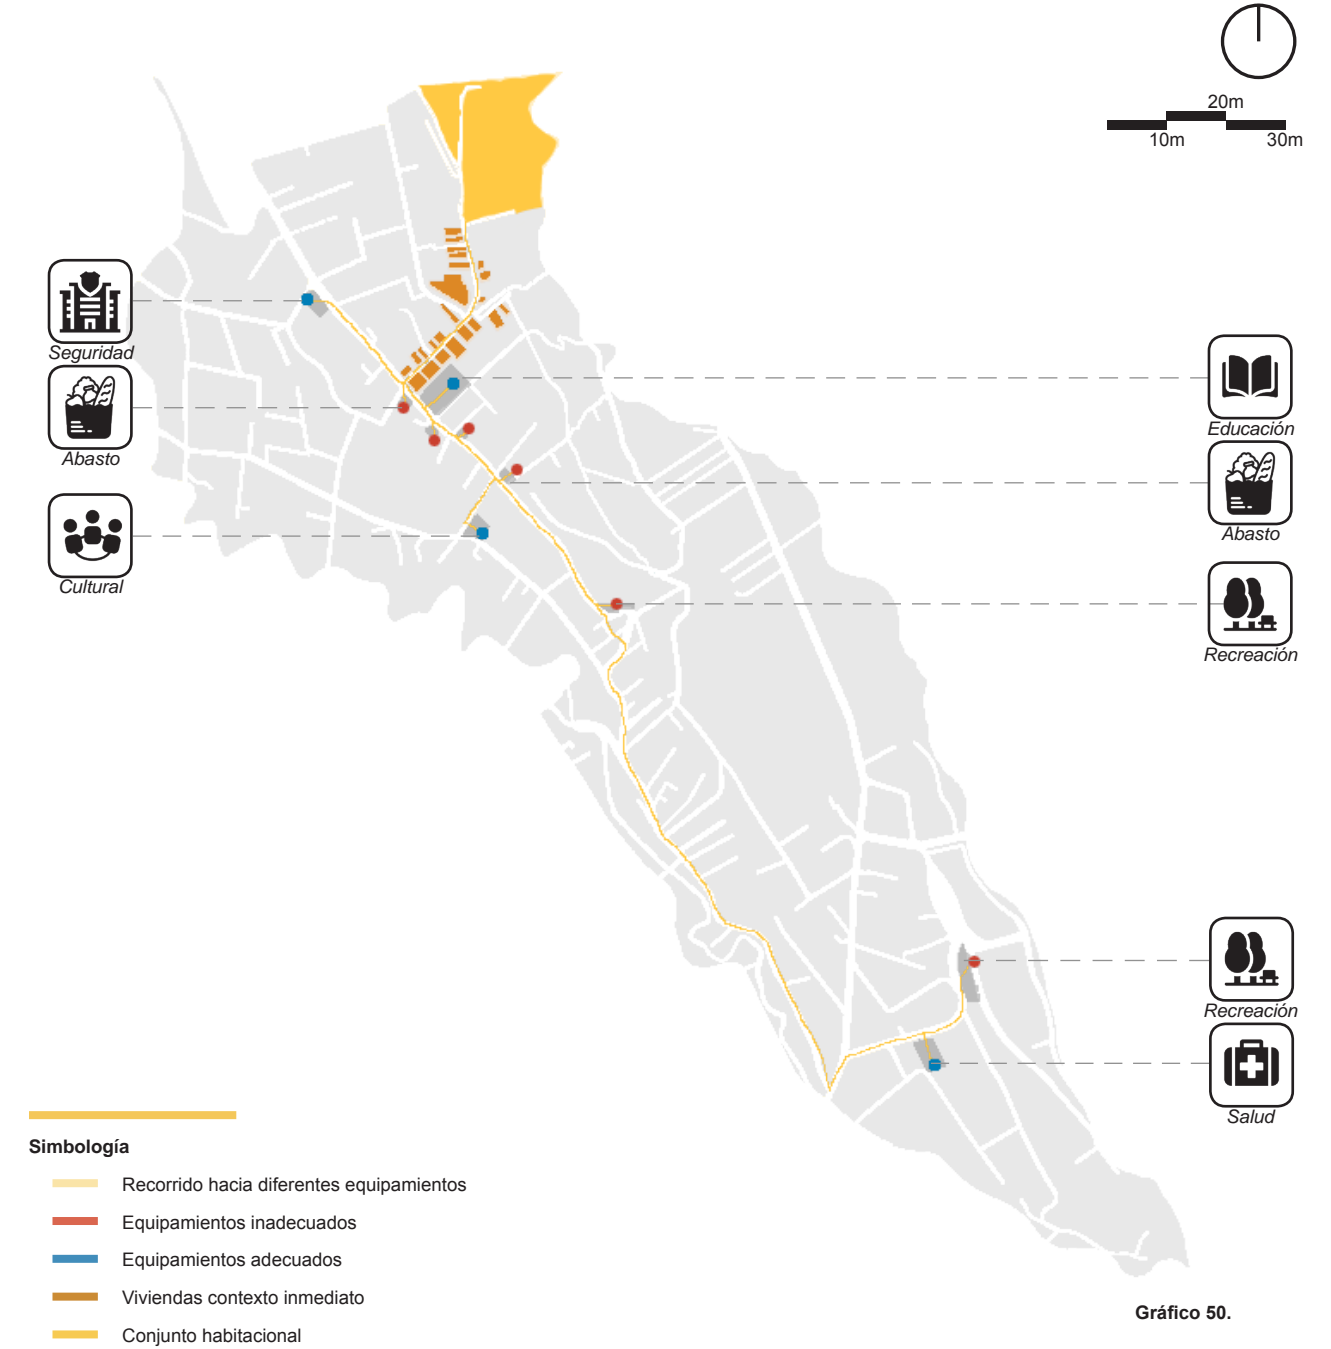 20m
10m
30m
Seguridad
Abasto
Cultural
Educación
Abasto
Recreación
Recreación
Salud
Simbología
Recorrido hacia diferentes equipamientos
Equipamientos inadecuados
Equipamientos adecuados
Viviendas contexto inmediato
Conjunto habitacional
Gráfico 50.